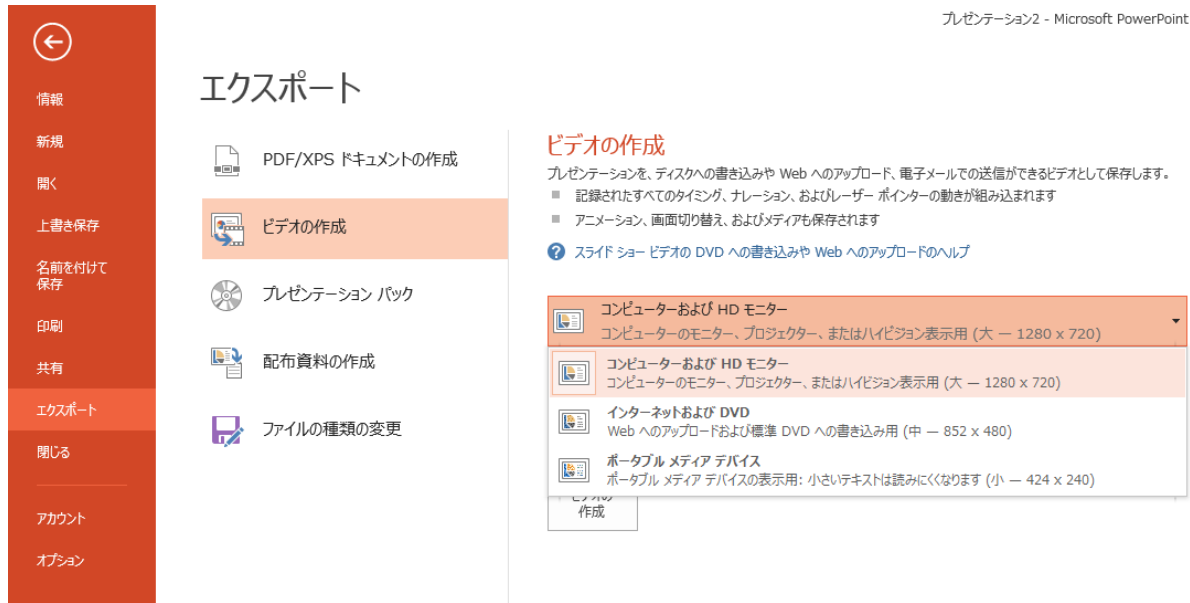 プレゼンテーション2 - Microsoft PowerPoint
情報
新規
開く
上書き保存
名前を付けて
保存
印刷
共有
エクスポート
閉じる
アカウント
オプション
エクスポート
PDF/XPS ドキュメントの作成
ビデオの作成
プレゼンテーション パック
配布資料の作成
ファイルの種類の変更
ビデオの作成
プレゼンテーションを、ディスクへの書き込みや Web へのアップロード、電子メールでの送信ができるビデオとして保存します。
記録されたすべてのタイミング、ナレーション、およびレーザー ポインターの動きが組み込まれます
アニメーション、画面切り替え、およびメディアも保存されます
スライド ショー ビデオの DVD への書き込みや Web へのアップロードのヘルプ
コンピューターおよび HD モニター
コンピューターのモニター、プロジェクター、またはハイビジョン表示用 (大 — 1280 x 720)
コンピューターおよび HD モニター
コンピューターのモニター、プロジェクター、またはハイビジョン表示用 (大 — 1280 x 720)
インターネットおよび DVD
Web へのアップロードおよび標準 DVD への書き込み用 (中 — 852 x 480)
ポータブル メディア デバイス
ポータブル メディア デバイスの表示用: 小さいテキストは読みにくくなります (小 — 424 x 240)
ビデオの
作成